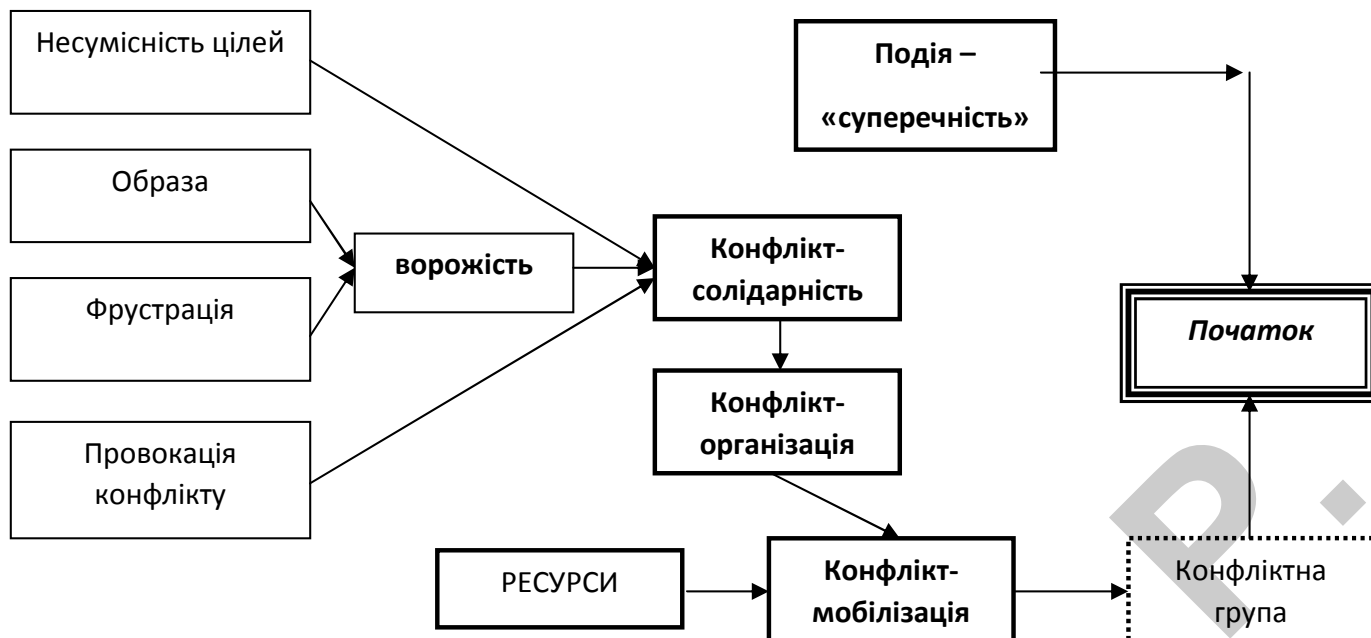 Несумісність цілей
Подія –
«суперечність»
Образа
ворожість
Конфлікт-
солідарність
Фрустрація
Початок
Конфлікт-
організація
Провокація
конфлікту
РЕСУРСИ
Конфлікт-
мобілізація
Конфліктна
група
Р.